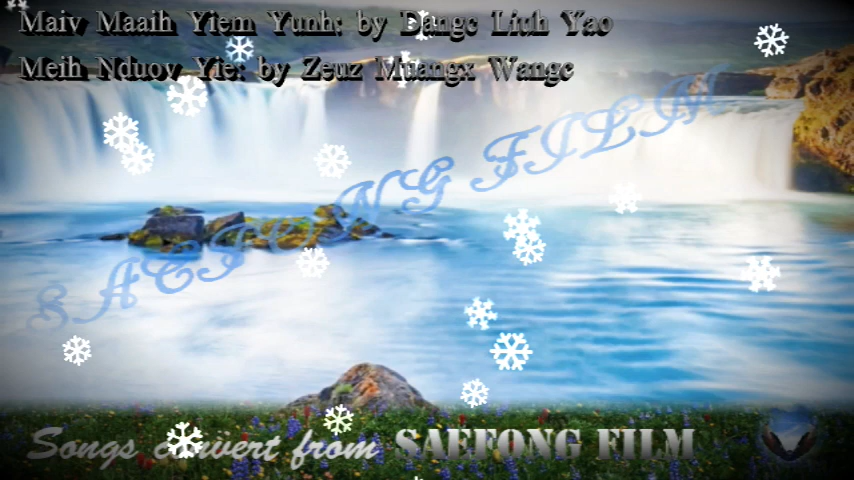 Maiv Maaih Yiem Yunh: by Dangc Liuh Yao
Meih Nduov Yie: by Zeuz Muangx Wangc
SAEFONG FILM
Songs convert from SAEFONG FILM